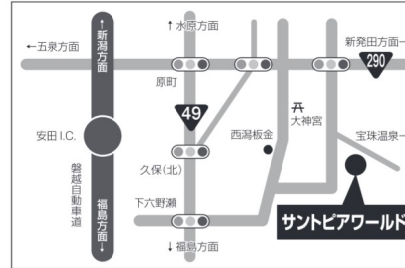 ↑水原方面
←五泉方面
↑新潟方面
新発田方面→
原町
290
49
大神宮
安田 I.C.
西潟板金
宝珠温泉→
久保(北)
磐越自動車道
下六野瀬
福島方面↓
↓福島方面
サントピアワールド